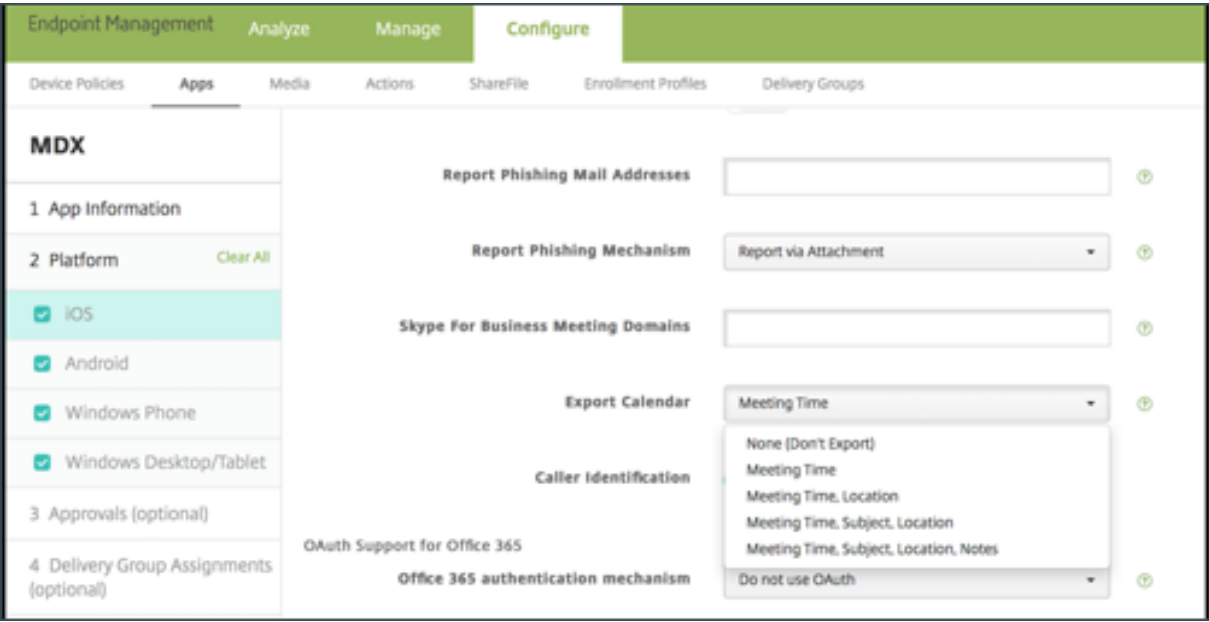 Endpoint Management Analyze Manage Configure
Device Policies Apps Media Actions ShareFile Enrollment Profiles Delivery Groups
MDX
1 App Information
2 Platform Clear All
iOS
Android
Windows Phone
Windows Desktop/Tablet
3 Approvals (optional)
4 Delivery Group Assignments
(optional)
Report Phishing Mail Addresses
Report Phishing Mechanism Report via Attachment
Skype For Business Meeting Domains
Export Calendar Meeting Time
None (Don't Export)
Meeting Time
Meeting Time, Location
Meeting Time, Subject, Location
Meeting Time, Subject, Location, Notes
Caller Identification
OAuth Support for Office 365
Office 365 authentication mechanism Do not use OAuth